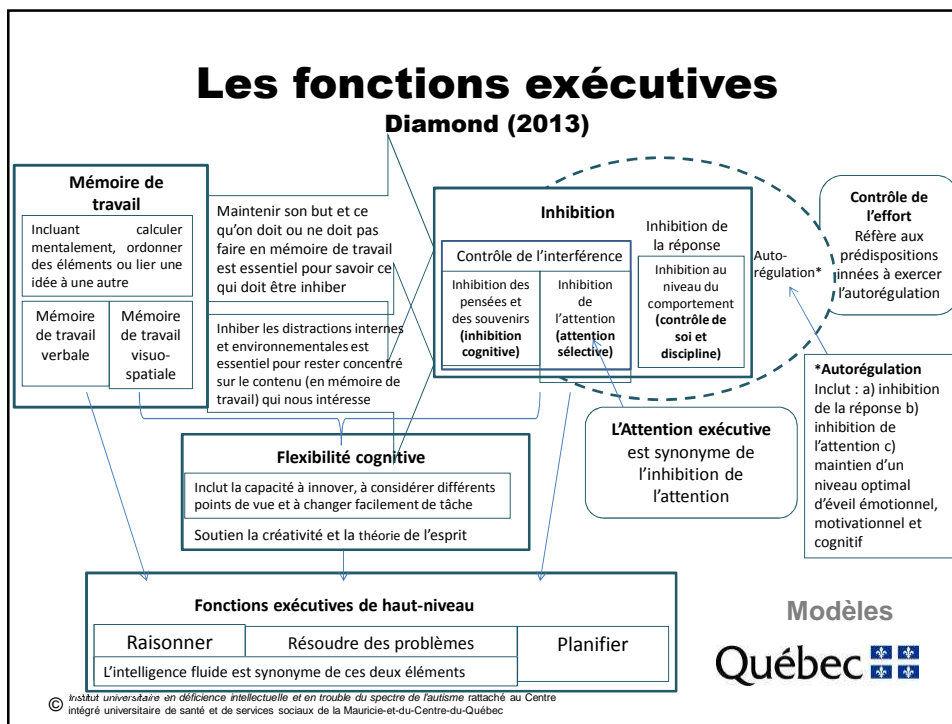 Les fonctions exécutives
Diamond (2013)
Mémoire de
travail
Incluant calculer
mentalement, ordonner
des éléments ou lier une
idée à une autre
Mémoire
de travail
verbale
Mémoire
de travail
visuo-
spatiale
Maintenir son but et ce
qu'on doit ou ne doit pas
faire en mémoire de travail
est essentiel pour savoir ce
qui doit être inhiber
Inhiber les distractions internes
et environnementales est
essentiel pour rester concentré
sur le contenu (en mémoire de
travail) qui nous intéresse
Inhibition
Contrôle de l'interférence
Inhibition des
pensées et
des souvenirs
(inhibition
cognitive)
Inhibition
de
l'attention
(attention
sélective)
Inhibition de
la réponse
Inhibition au
niveau du
comportement
(contrôle de
soi et
discipline)
Auto-
régulation*
Contrôle de
l'effort
Réfère aux
prédispositions
innées à exercer
l'autorégulation
*Autorégulation
Inclut : a) inhibition
de la réponse b)
inhibition de
l'attention c)
maintien d'un
niveau optimal
d'éveil émotionnel,
motivationnel et
cognitif
L'Attention exécutive
est synonyme de
l'inhibition de
l'attention
Flexibilité cognitive
Inclut la capacité à innover, à considérer différents
points de vue et à changer facilement de tâche
Soutien la créativité et la théorie de l'esprit
Fonctions exécutives de haut-niveau
Raisonner
Résoudre des problèmes
Planifier
L'intelligence fluide est synonyme de ces deux éléments
Modèles
Québec
© Institut universitaire en déficience intellectuelle et en trouble du spectre de l'autisme rattaché au Centre
intégré universitaire de santé et de services sociaux de la Mauricie-et-du-Centre-du-Québec